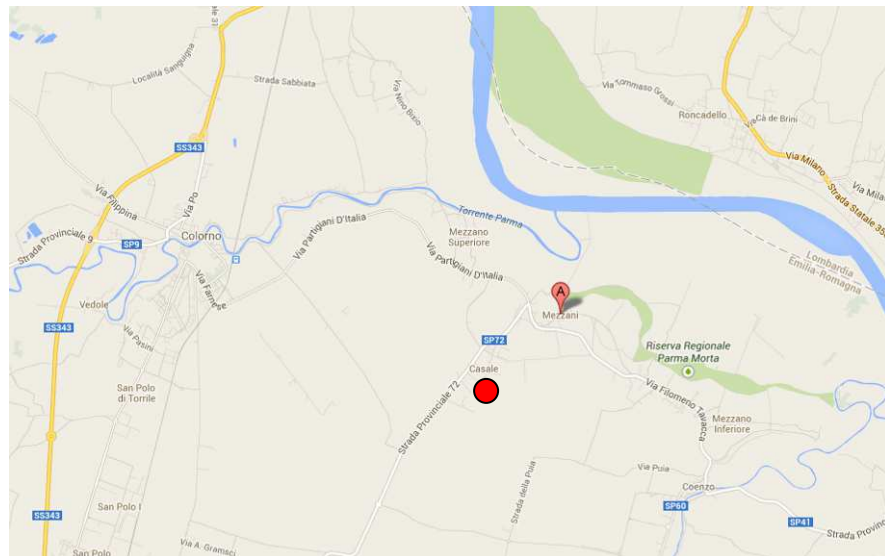 Località Sanguigna
Strada Sabbiata
Via Nino Bixio
Via Tommaso Grossi
Roncadello
Cà de Brini
Via Milano
Strada Statale
SS343
Via Filippina
Via Po
Colorno
Strada Provinciale 9
SP9
Via Partigiani D'Italia
Torrente Parma
Mezzano
Superiore
Via Partigiani D'Italia
Lombardia
Emilia-Romagna
Vedole
SS343
Via Farnese
Via Pasini
A
Mezzani
SP72
Riserva Regionale
Parma Morta
Casale
San Polo
di Torrile
Strada Provinciale 72
Via Filomeno Tavacca
Mezzano
Inferiore
Via Puia
Strada della Puia
Coenzo
San Polo I
SS343
SP60
SP41
Strada Provinc
Via A. Gramsci
San Polo